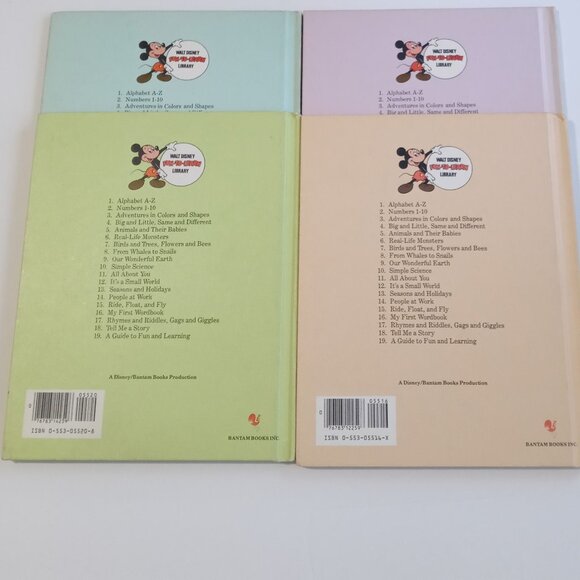 WALT DISNEY
FUN-TO-LEARN
LIBRARY
1. Alphabet A-Z
2. Numbers 1-10
3. Adventures in Colors and Shapes
WALT DISNEY
FUN-TO-LEARN
LIBRARY
1. Alphabet A-Z
2. Numbers 1-10
3. Adventures in Colors and Shapes
4. Big and Little, Same and Different
WALT DISNEY
FUN-TO-LEARN
LIBRARY
1. Alphabet A-Z
2. Numbers 1-10
3. Adventures in Colors and Shapes
4. Big and Little, Same and Different
5. Animals and Their Babies
6. Real-Life Monsters
7. Birds and Trees, Flowers and Bees
8. From Whales to Snails
9. Our Wonderful Earth
10. Simple Science
11. All About You
12. It's a Small World
13. Seasons and Holidays
14. People at Work
15. Ride, Float, and Fly
16. My First Wordbook
17. Rhymes and Riddles, Gags and Giggles
18. Tell Me a Story
19. A Guide to Fun and Learning
A Disney/Bantam Books Production
05520
0 76783 14259
ISBN 0-553-05520-8
BANTAM BOOKS INC.
WALT DISNEY
FUN-TO-LEARN
LIBRARY
1. Alphabet A-Z
2. Numbers 1-10
3. Adventures in Colors and Shapes
4. Big and Little, Same and Different
5. Animals and Their Babies
6. Real-Life Monsters
7. Birds and Trees, Flowers and Bees
8. From Whales to Snails
9. Our Wonderful Earth
10. Simple Science
11. All About You
12. It's a Small World
13. Seasons and Holidays
14. People at Work
15. Ride, Float, and Fly
16. My First Wordbook
17. Rhymes and Riddles, Gags and Giggles
18. Tell Me a Story
19. A Guide to Fun and Learning
A Disney/Bantam Books Production
05514
0 76783 12259
ISBN 0-553-05514-X
BANTAM BOOKS INC.